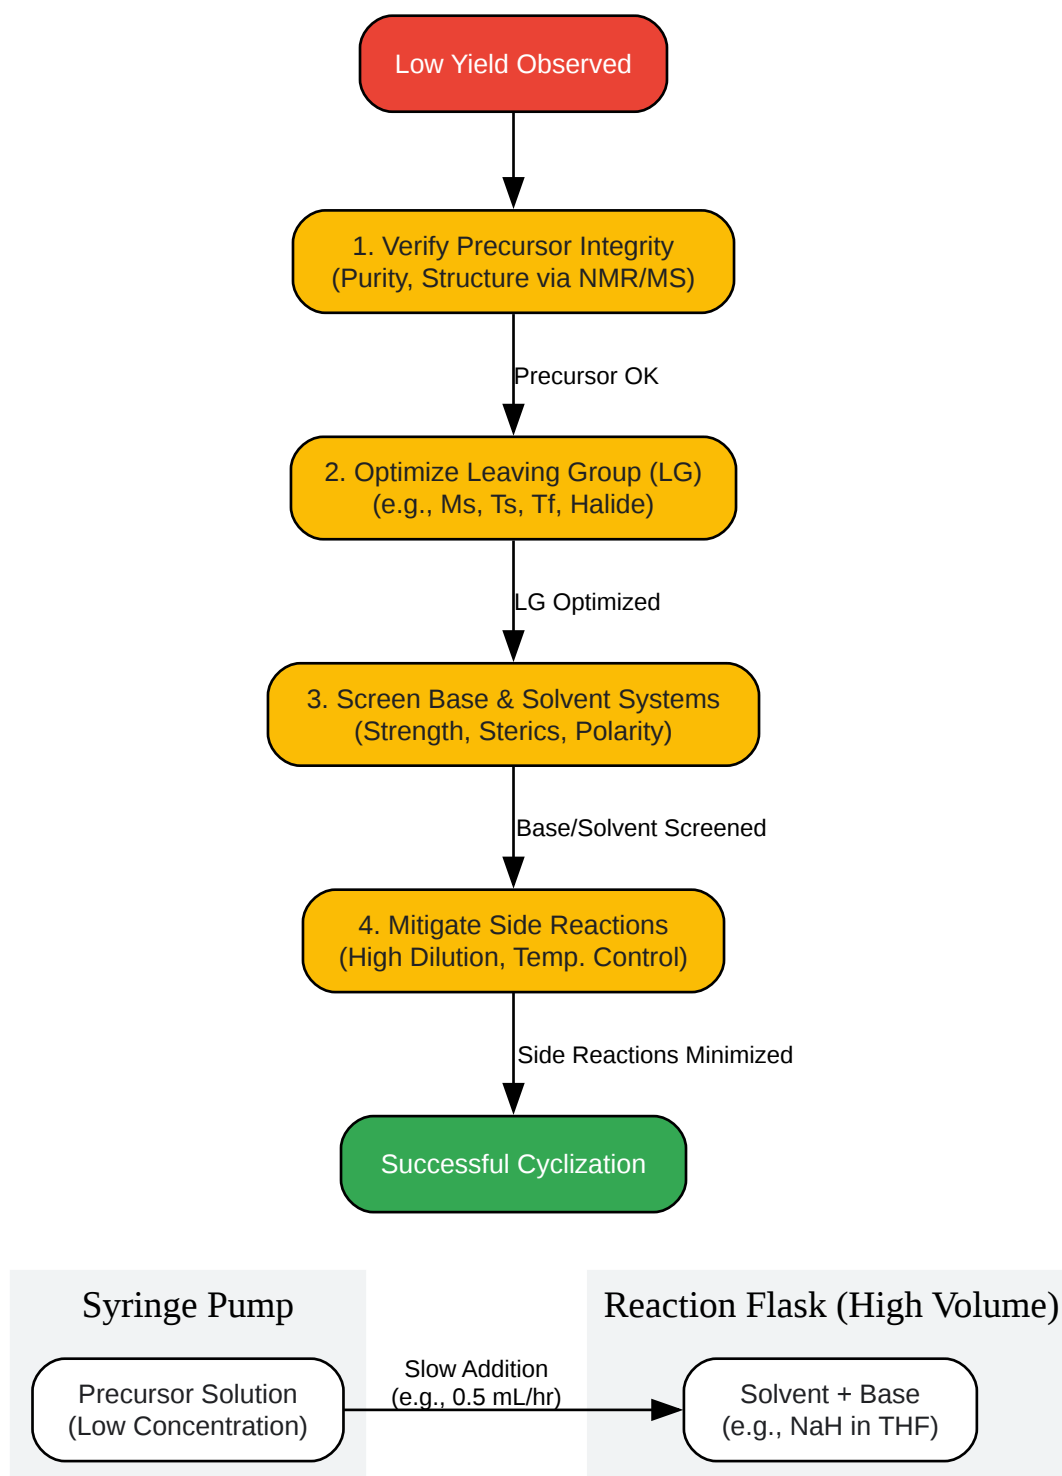 Low Yield Observed
1. Verify Precursor Integrity
(Purity, Structure via NMR/MS)
Precursor OK
2. Optimize Leaving Group (LG)
(e.g., Ms, Ts, Tf, Halide)
LG Optimized
3. Screen Base & Solvent Systems
(Strength, Sterics, Polarity)
Base/Solvent Screened
4. Mitigate Side Reactions
(High Dilution, Temp. Control)
Side Reactions Minimized
Successful Cyclization
Syringe Pump
Precursor Solution
(Low Concentration)
Slow Addition
(e.g., 0.5 mL/hr)
Reaction Flask (High Volume)
Solvent + Base
(e.g., NaH in THF)